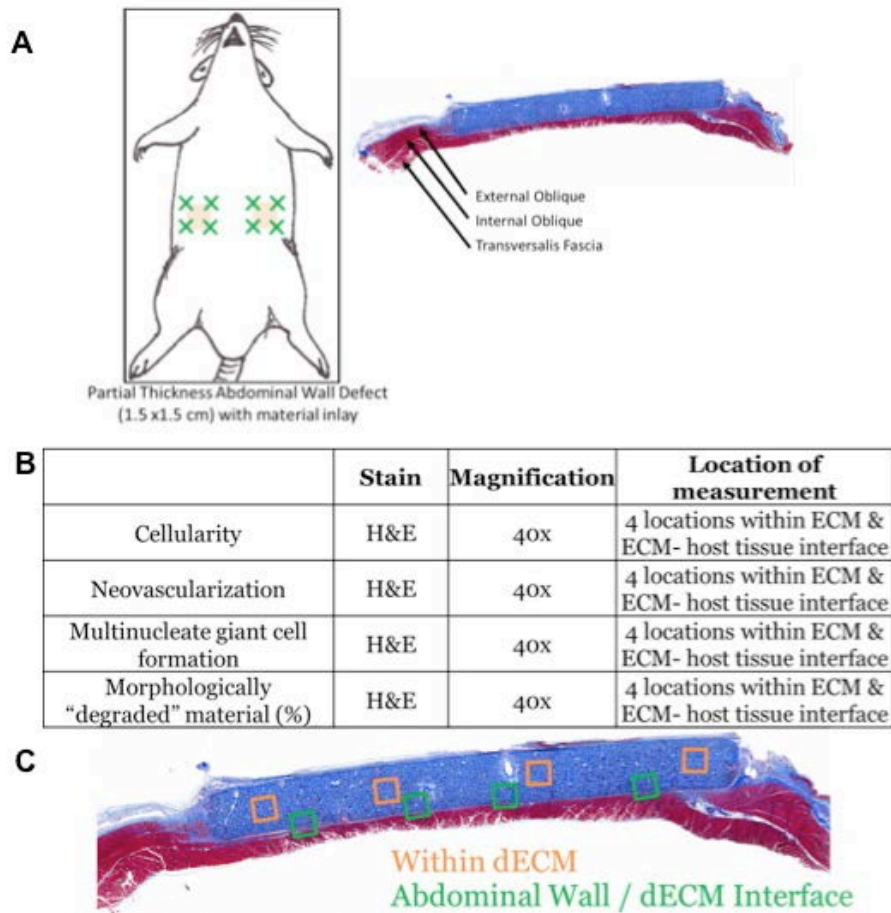 A
External Oblique
Internal Oblique
Transversalis Fascia
Partial Thickness Abdominal Wall Defect
(1.5 x1.5 cm) with material inlay
B
Stain Magnification Location of
measurement
Cellularity H&E 40x 4 locations within ECM &
ECM- host tissue interface
Neovascularization H&E 40x 4 locations within ECM &
ECM- host tissue interface
Multinucleate giant cell
formation H&E 40x 4 locations within ECM &
ECM- host tissue interface
Morphologically
"degraded" material (%) H&E 40x 4 locations within ECM &
ECM- host tissue interface
C
Within dECM
Abdominal Wall / dECM Interface